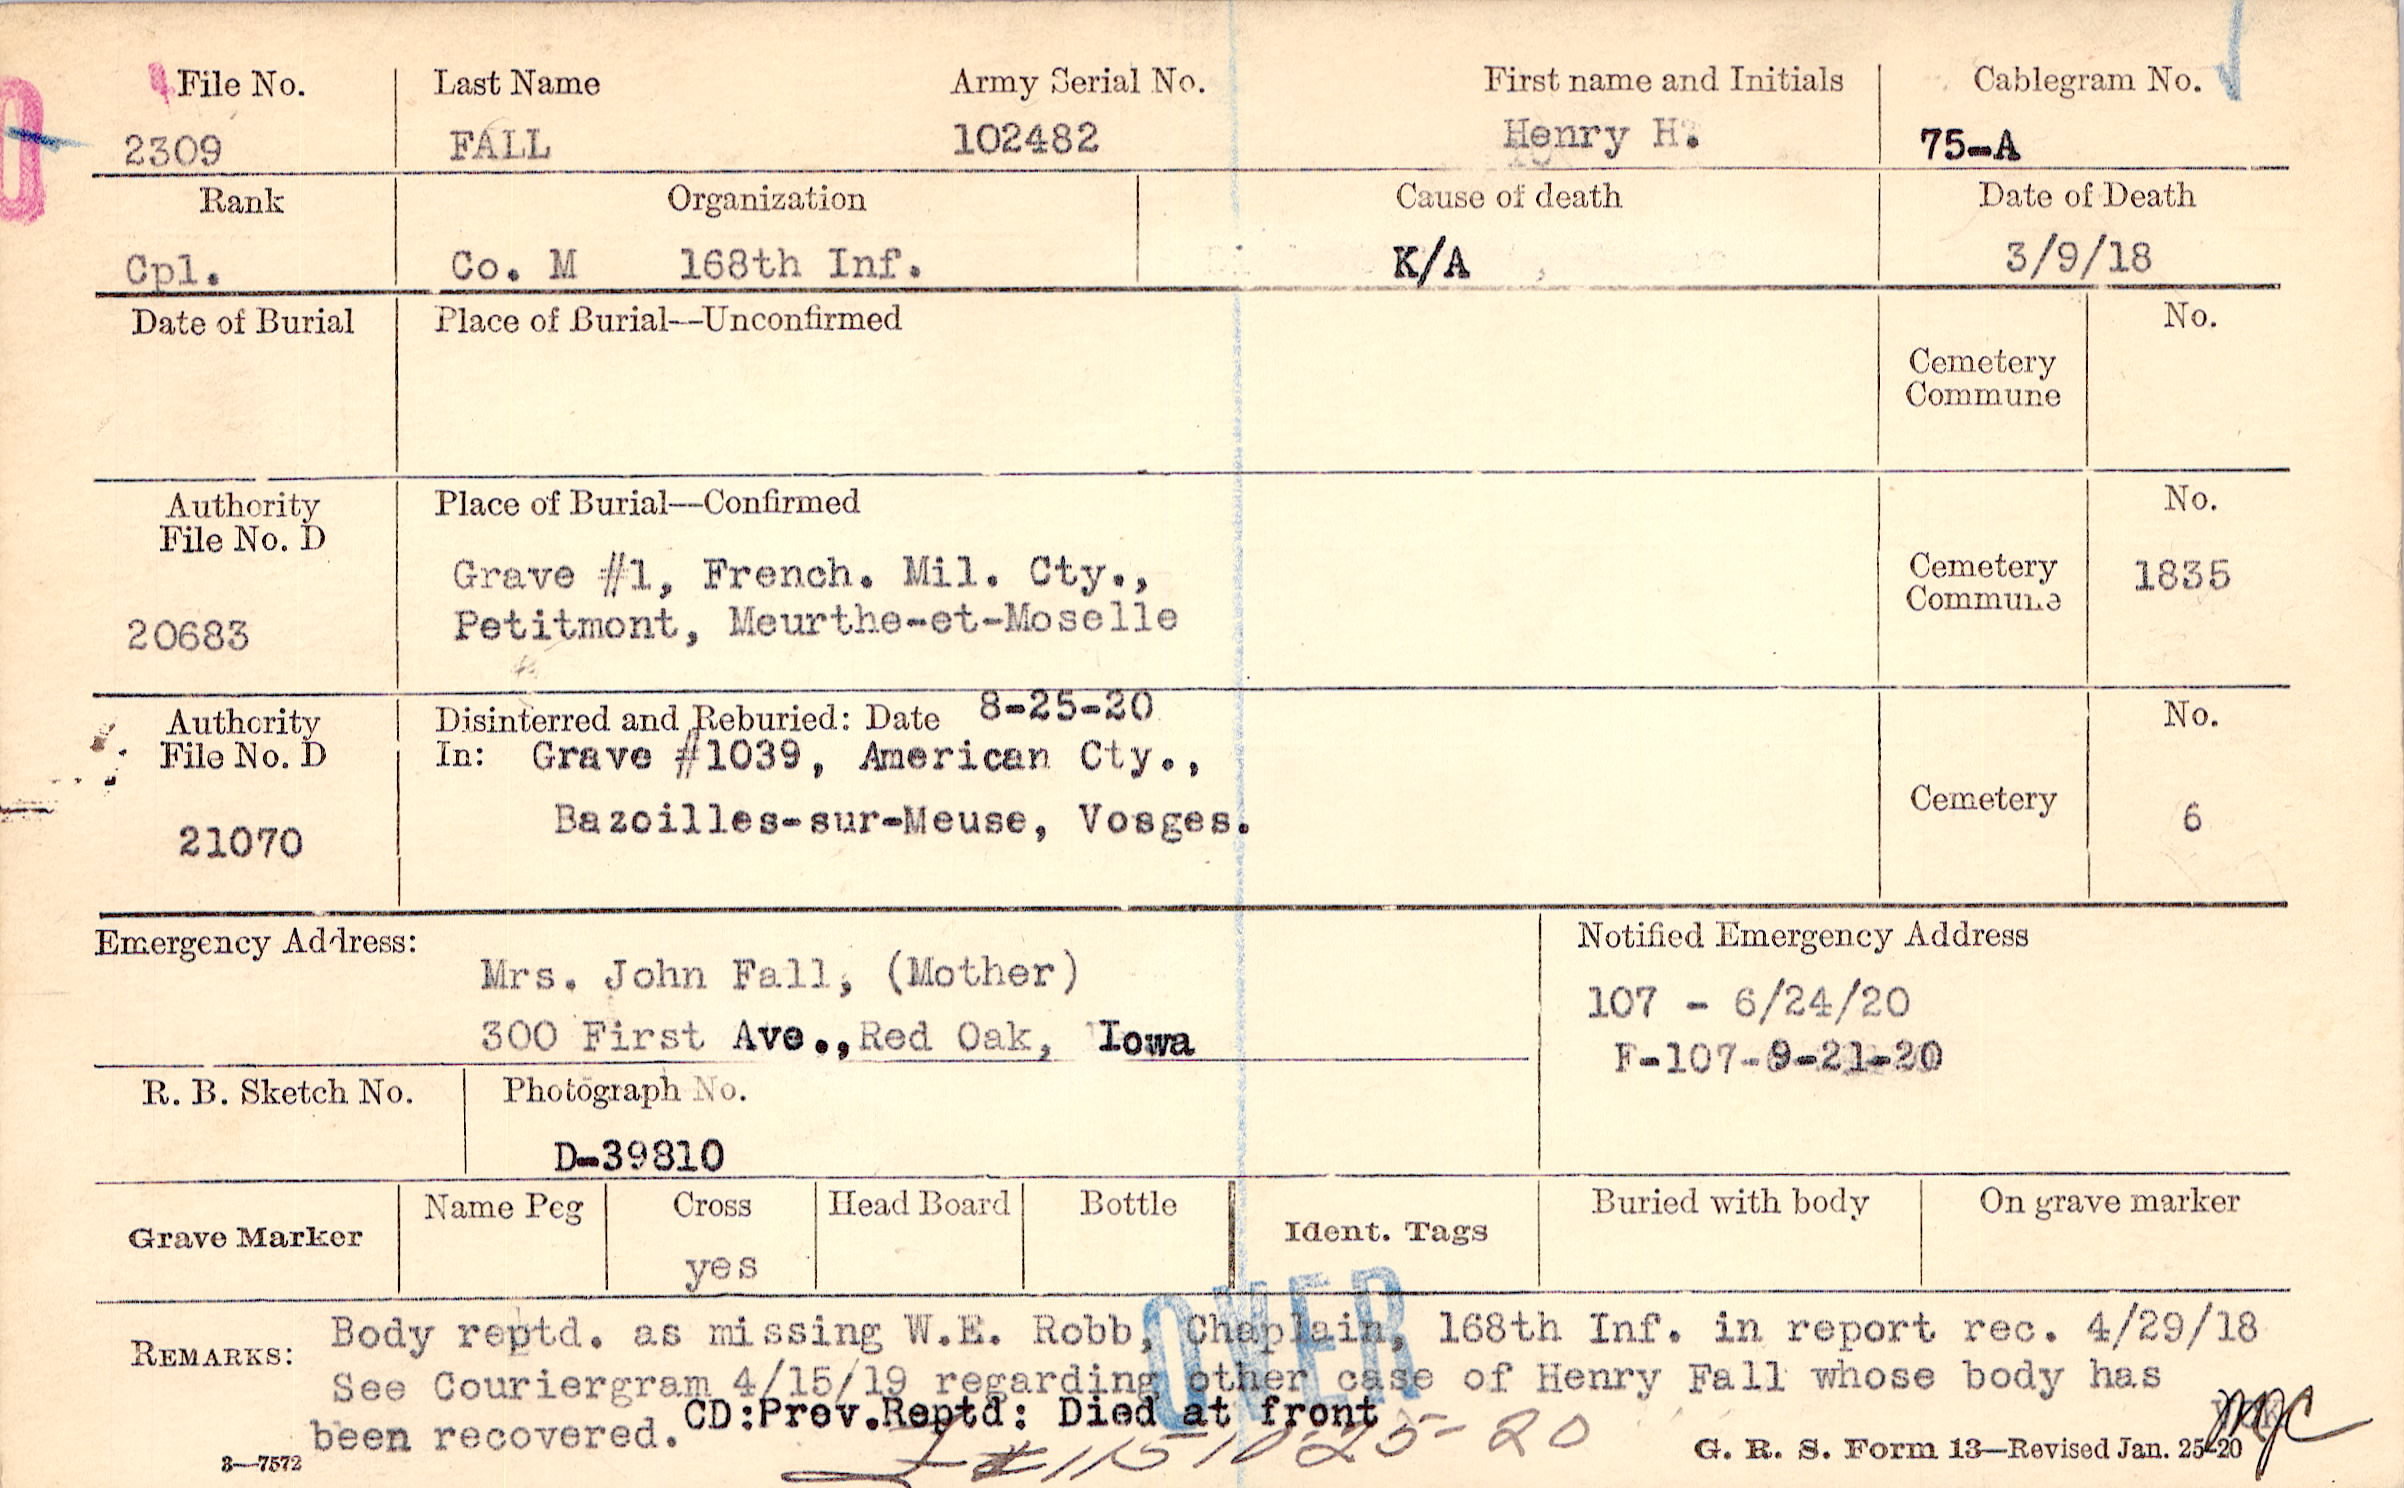 File No. Last Name Army Serial No. First name and Initials Cablegram No.
2309 FALL 102482 Henry H. 75-A
Rank Organization Cause of death Date of Death
Cpl. Co. M 168th Inf. K/A 3/9/18
Date of Burial Place of Burial—Unconfirmed No.
Cemetery
Commune
Authority Place of Burial—Confirmed No.
File No. D
Grave #1, French. Mil. Cty., Cemetery 1835
Commune
20683 Petitmont, Meurthe-et-Moselle
Authority Disinterred and Reburied: Date 8-25-20 No.
File No. D In: Grave #1039, American Cty.,
Cemetery 6
21070 Bazoilles-sur-Meuse, Vosges.
Emergency Address: Notified Emergency Address
Mrs. John Fall, (Mother) 107 - 6/24/20
300 First Ave., Red Oak, Iowa F-107-9-21-20
R. B. Sketch No. Photograph No.
D-39810
Grave Marker Name Peg Cross Head Board Bottle Ident. Tags Buried with body On grave marker
yes
OVER
REMARKS: Body reptd. as missing W.E. Robb, Chaplain, 168th Inf. in report rec. 4/29/18
See Couriergram 4/15/19 regarding other case of Henry Fall whose body has
been recovered. CD:Prev.Reptd: Died at front
#115 10-25-20
3—7572 G. R. S. Form 13—Revised Jan. 25-20